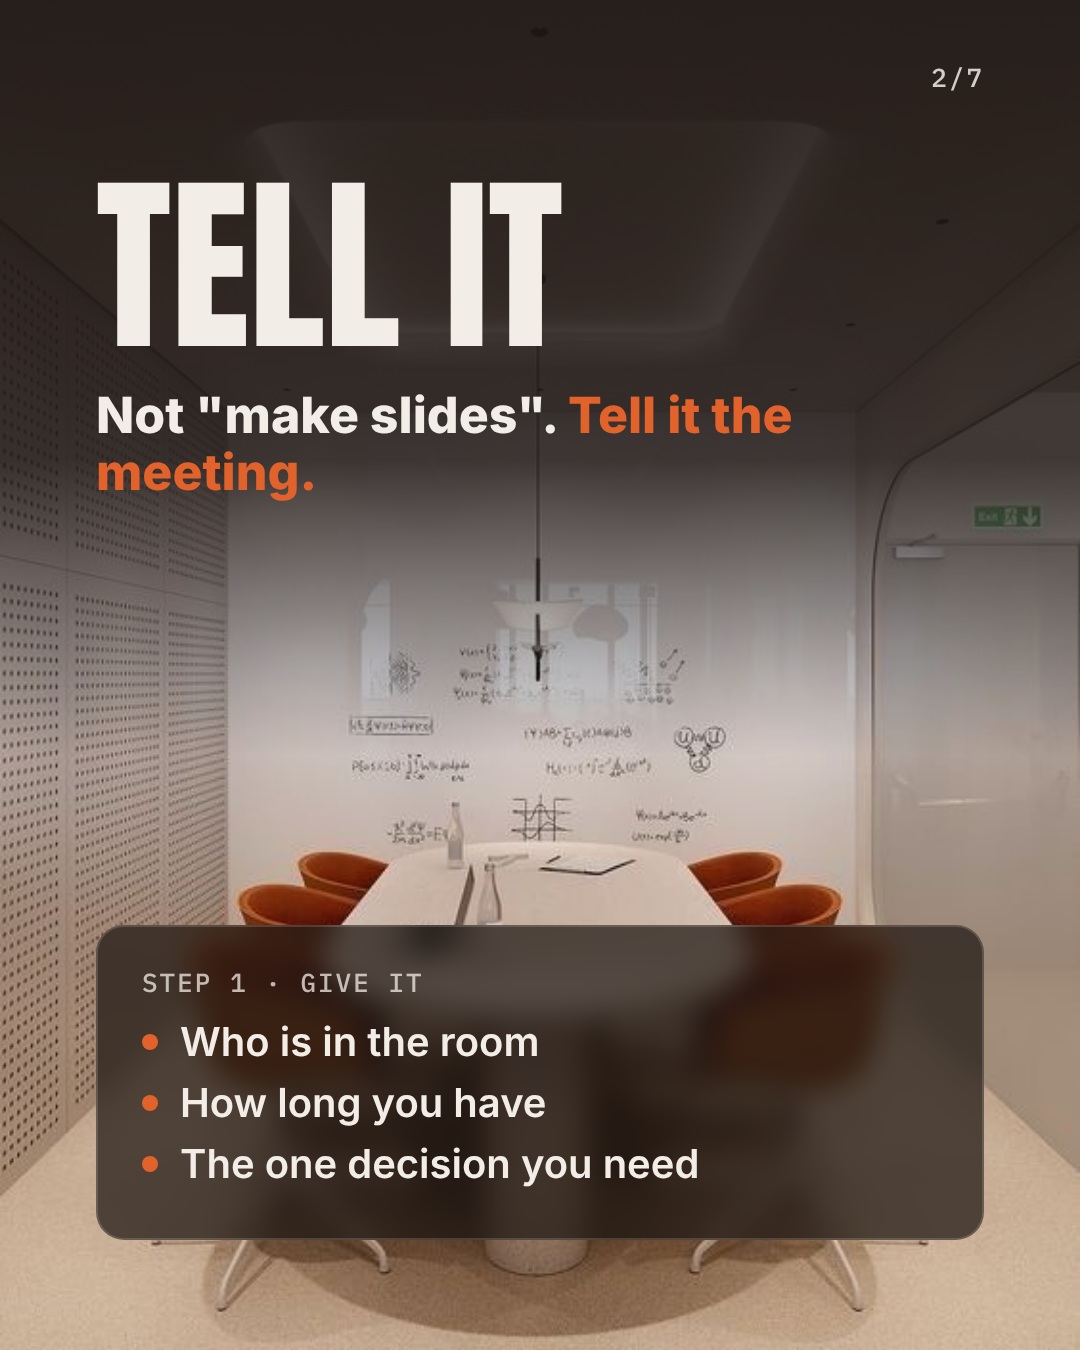 2/7
TELL IT
Not "make slides". Tell it the
meeting.
Exit
STEP 1 · GIVE IT
Who is in the room
How long you have
The one decision you need